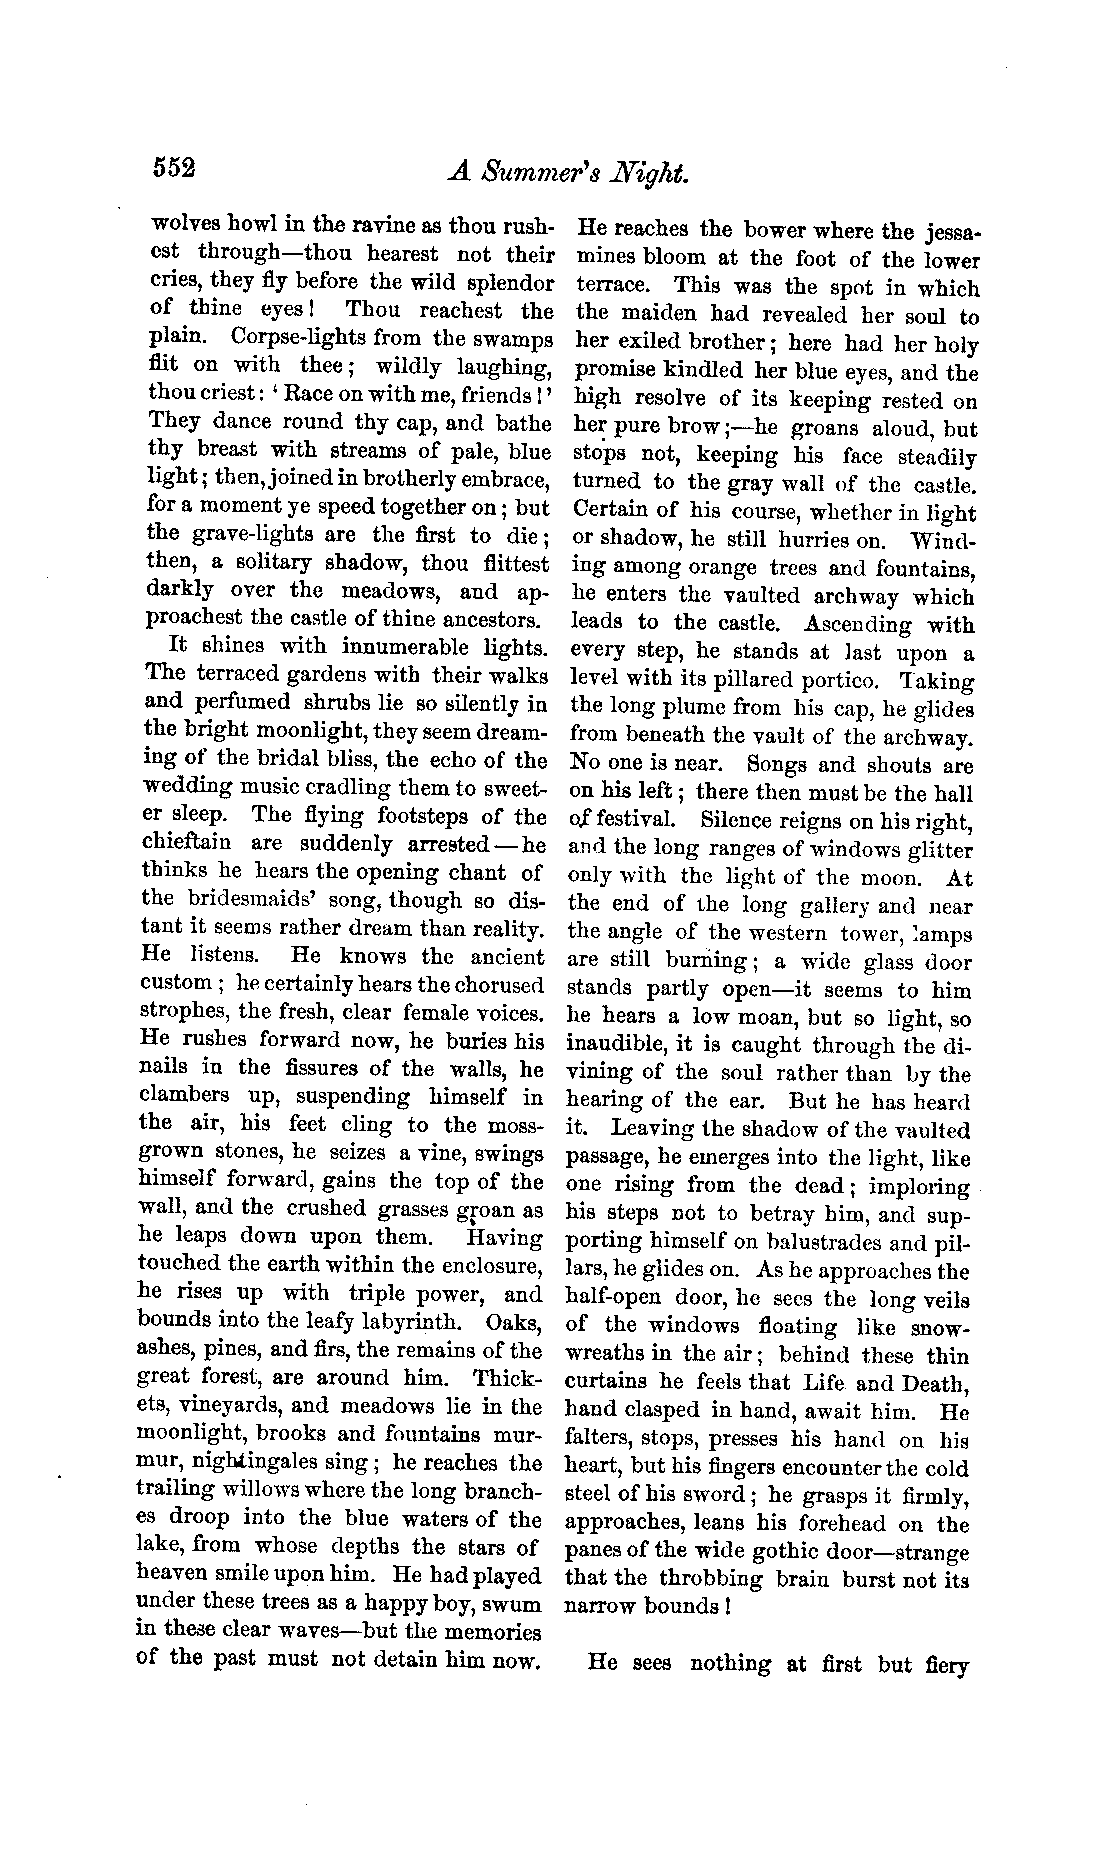 552
A Summer's Night.
wolves howl in the ravine as thou rush-
est through—thou hearest not their
cries, they fly before the wild splendor
of thine eyes! Thou reachest the
plain. Corpse-lights from the swamps
flit on with thee; wildly laughing,
thou criest: 'Race on with me, friends!'
They dance round thy cap, and bathe
thy breast with streams of pale, blue
light; then, joined in brotherly embrace,
for a moment ye speed together on; but
the grave-lights are the first to die;
then, a solitary shadow, thou flittest
darkly over the meadows, and ap-
proachest the castle of thine ancestors.
It shines with innumerable lights.
The terraced gardens with their walks
and perfumed shrubs lie so silently in
the bright moonlight, they seem dream-
ing of the bridal bliss, the echo of the
wedding music cradling them to sweet-
er sleep. The flying footsteps of the
chieftain are suddenly arrested—he
thinks he hears the opening chant of
the bridesmaids' song, though so dis-
tant it seems rather dream than reality.
He listens. He knows the ancient
custom; he certainly hears the chorused
strophes, the fresh, clear female voices.
He rushes forward now, he buries his
nails in the fissures of the walls, he
clambers up, suspending himself in
the air, his feet cling to the moss-
grown stones, he seizes a vine, swings
himself forward, gains the top of the
wall, and the crushed grasses groan as
he leaps down upon them. Having
touched the earth within the enclosure,
he rises up with triple power, and
bounds into the leafy labyrinth. Oaks,
ashes, pines, and firs, the remains of the
great forest, are around him. Thick-
ets, vineyards, and meadows lie in the
moonlight, brooks and fountains mur-
mur, nightingales sing; he reaches the
trailing willows where the long branch-
es droop into the blue waters of the
lake, from whose depths the stars of
heaven smile upon him. He had played
under these trees as a happy boy, swum
in these clear waves—but the memories
of the past must not detain him now.
He reaches the bower where the jessa-
mines bloom at the foot of the lower
terrace. This was the spot in which
the maiden had revealed her soul to
her exiled brother; here had her holy
promise kindled her blue eyes, and the
high resolve of its keeping rested on
her pure brow;—he groans aloud, but
stops not, keeping his face steadily
turned to the gray wall of the castle.
Certain of his course, whether in light
or shadow, he still hurries on. Wind-
ing among orange trees and fountains,
he enters the vaulted archway which
leads to the castle. Ascending with
every step, he stands at last upon a
level with its pillared portico. Taking
the long plume from his cap, he glides
from beneath the vault of the archway.
No one is near. Songs and shouts are
on his left; there then must be the hall
of festival. Silence reigns on his right,
and the long ranges of windows glitter
only with the light of the moon. At
the end of the long gallery and near
the angle of the western tower, lamps
are still burning; a wide glass door
stands partly open—it seems to him
he hears a low moan, but so light, so
inaudible, it is caught through the di-
vining of the soul rather than by the
hearing of the ear. But he has heard
it. Leaving the shadow of the vaulted
passage, he emerges into the light, like
one rising from the dead; imploring
his steps not to betray him, and sup-
porting himself on balustrades and pil-
lars, he glides on. As he approaches the
half-open door, he sees the long veils
of the windows floating like snow-
wreaths in the air; behind these thin
curtains he feels that Life and Death,
hand clasped in hand, await him. He
falters, stops, presses his hand on his
heart, but his fingers encounter the cold
steel of his sword; he grasps it firmly,
approaches, leans his forehead on the
panes of the wide gothic door—strange
that the throbbing brain burst not its
narrow bounds!
He sees nothing at first but fiery